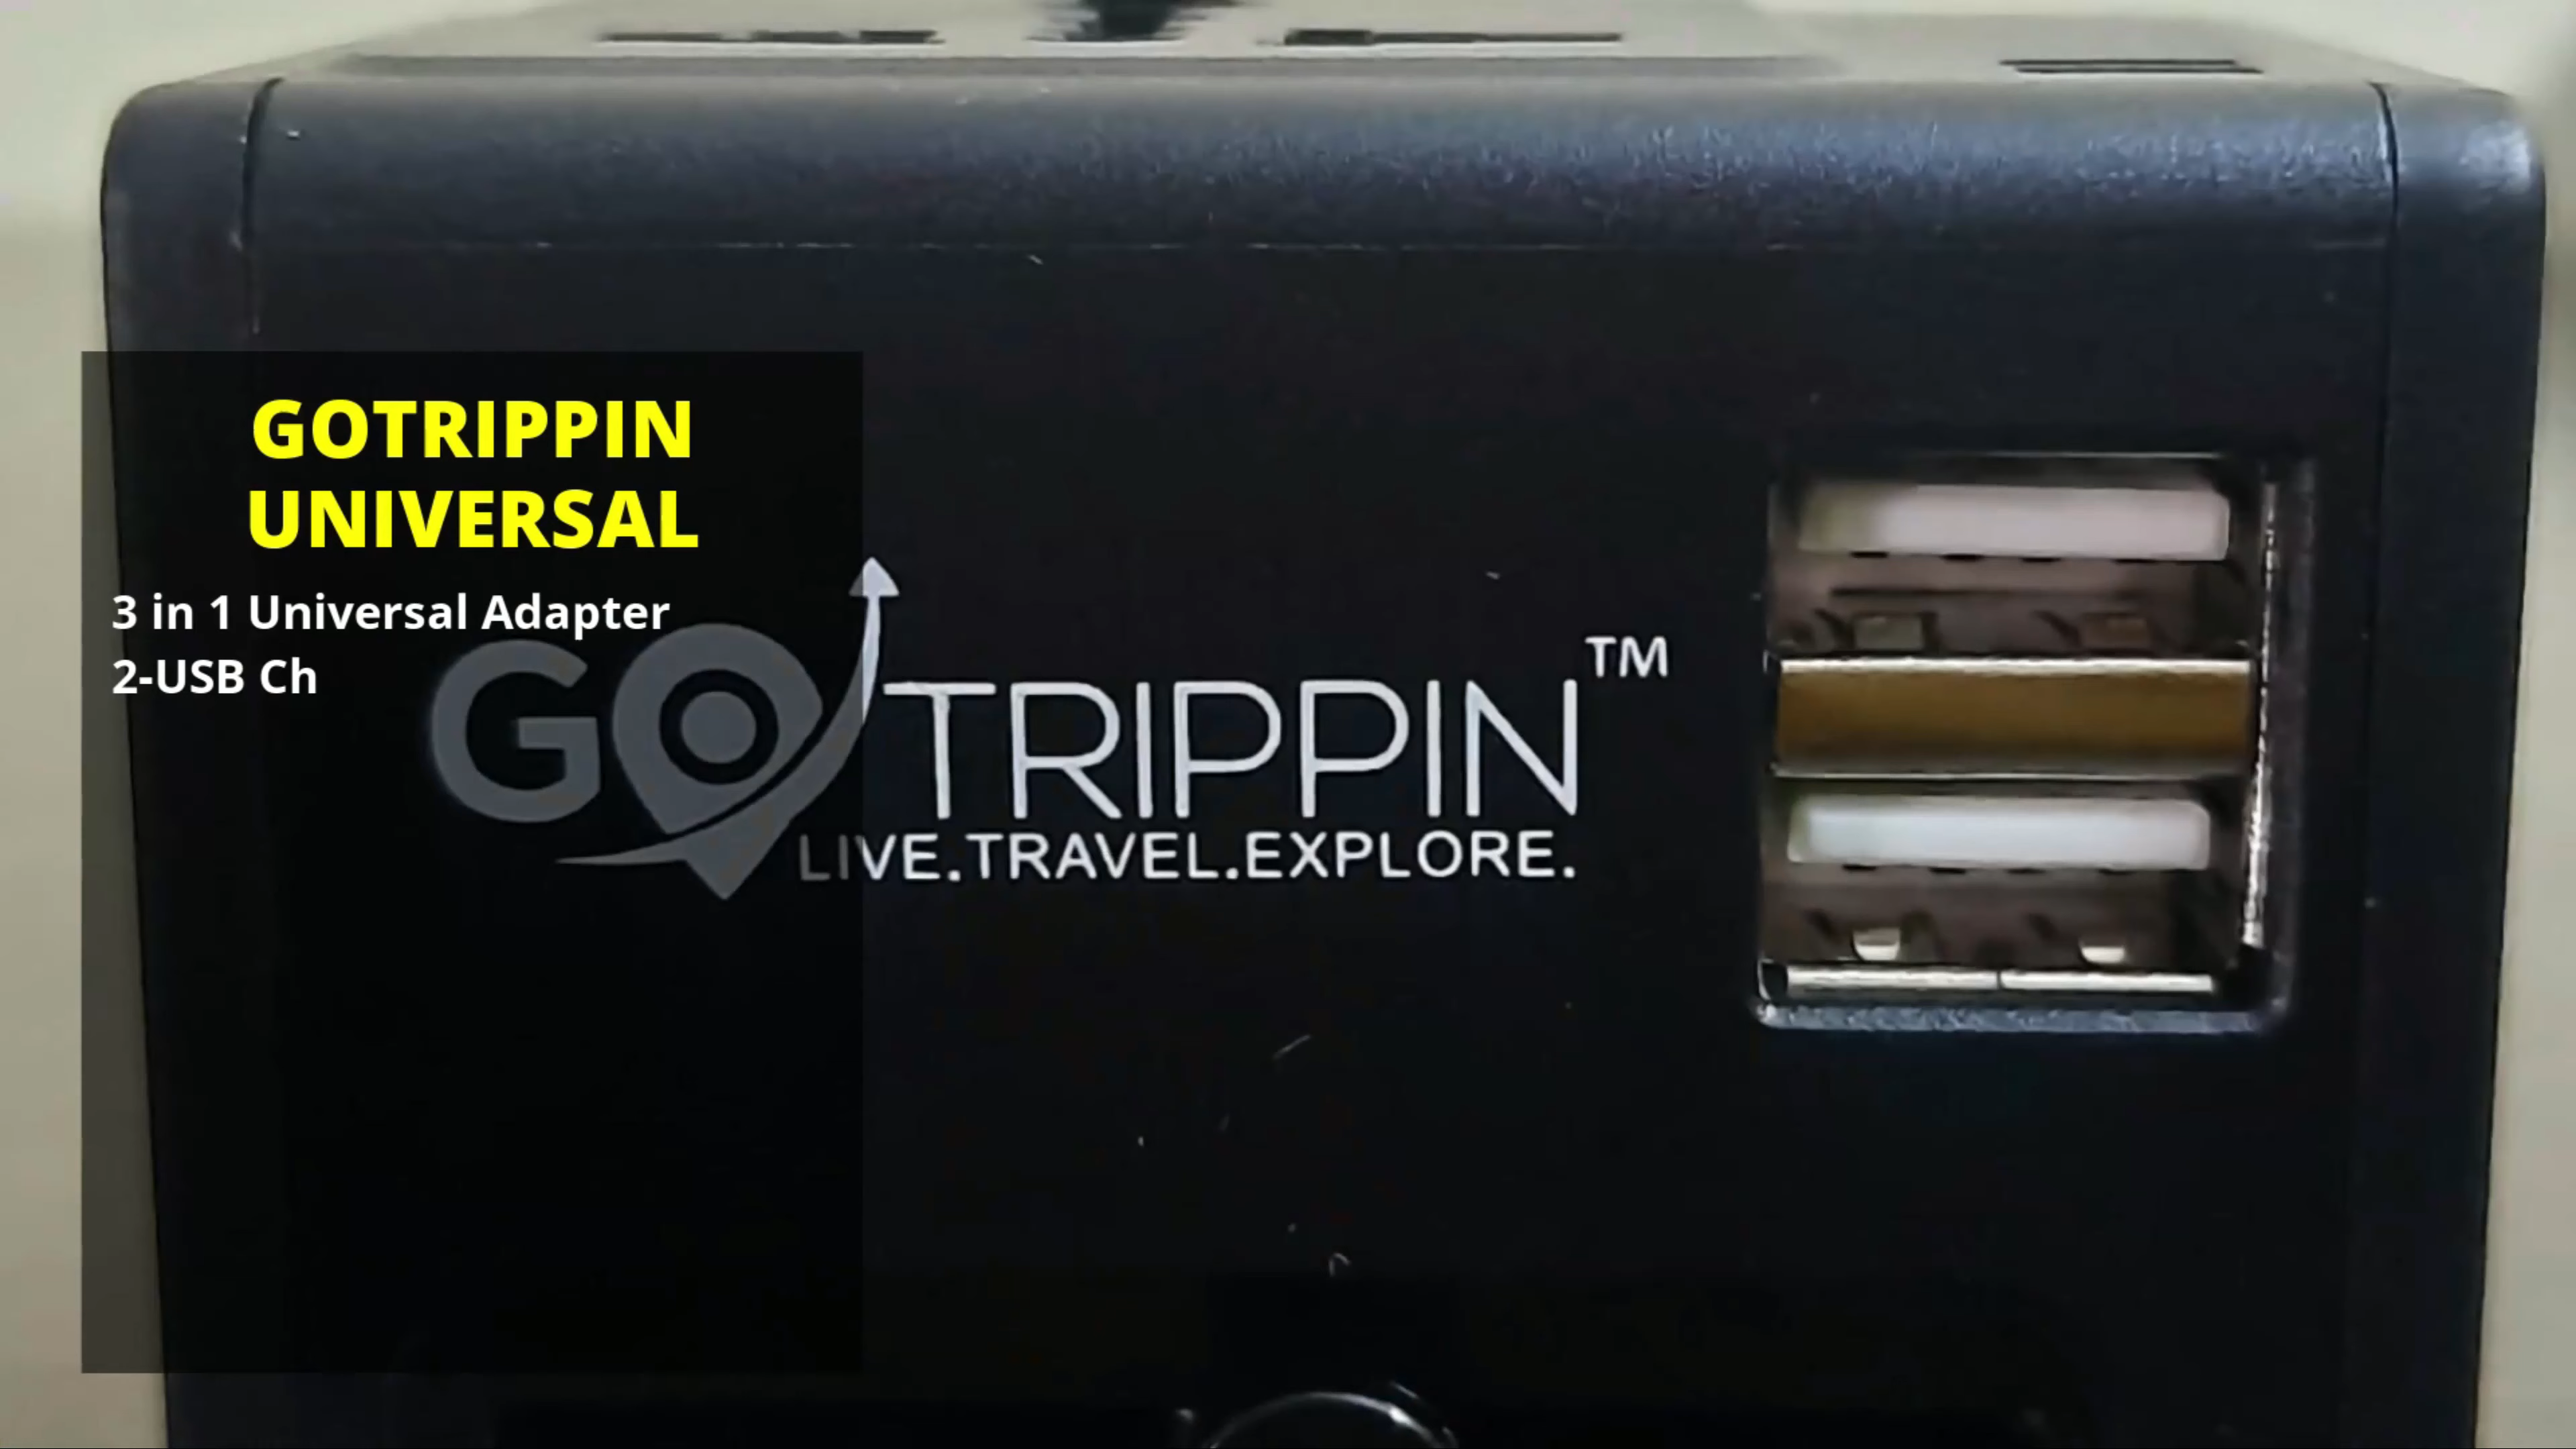 GOTRIPPIN
UNIVERSAL
3 in 1 Universal Adapter
2-USB Ch
GO TRIPPIN™
LIVE.TRAVEL.EXPLORE.